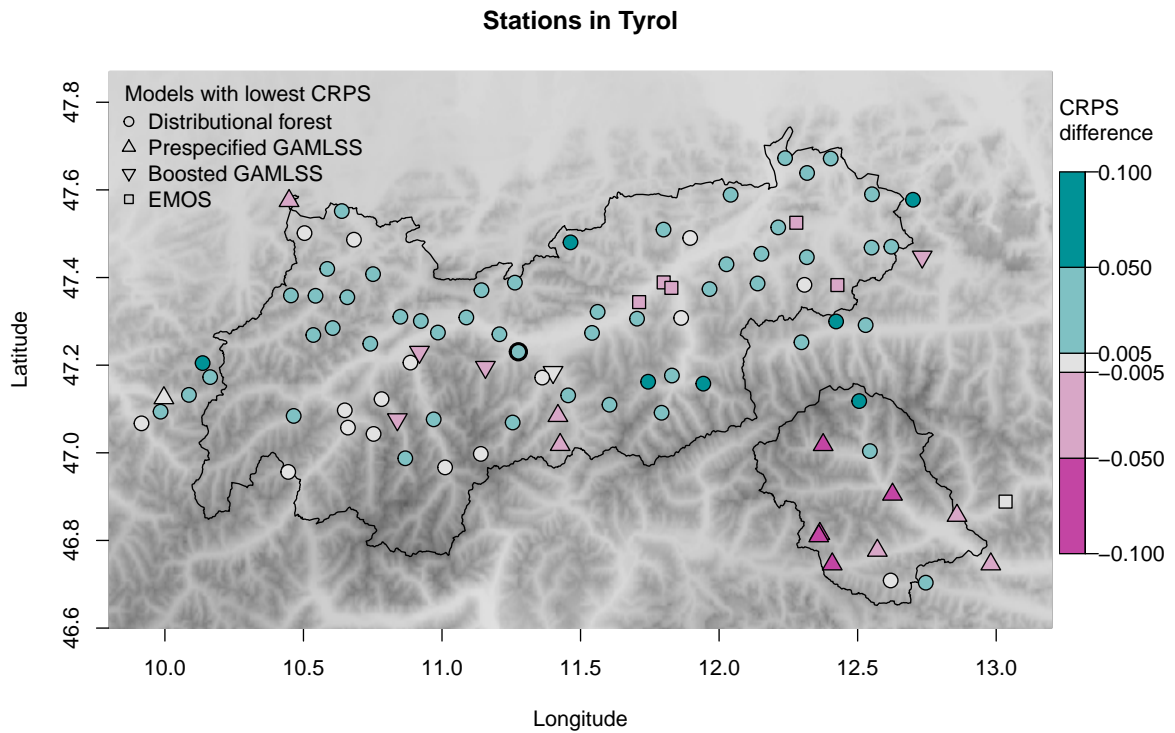 Stations in Tyrol
Models with lowest CRPS
Distributional forest
Prespecified GAMLSS
Boosted GAMLSS
EMOS
CRPS
difference
0.100
0.050
0.005
−0.005
−0.050
−0.100
Latitude
47.8
47.6
47.4
47.2
47.0
46.8
46.6
10.0 10.5 11.0 11.5 12.0 12.5 13.0
Longitude